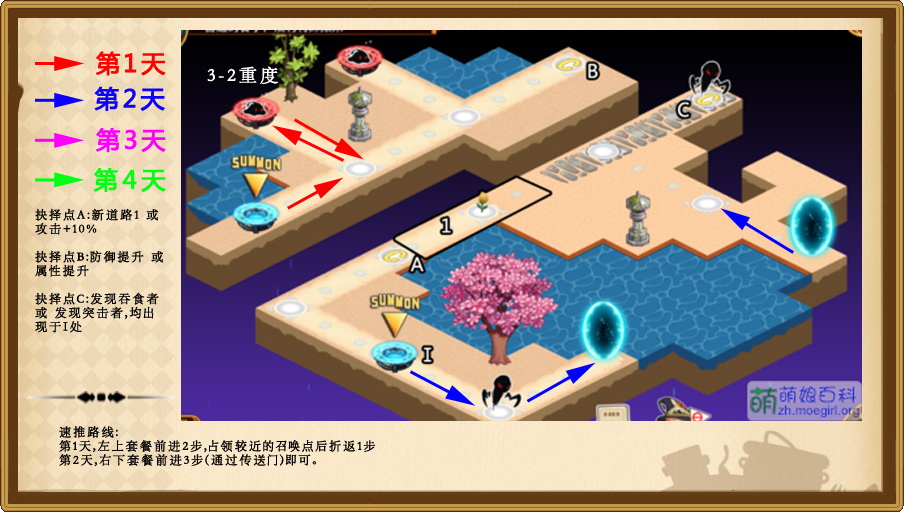 3-2重度
第1天
第2天
第3天
第4天
抉择点A:新道路1 或
攻击+10%
抉择点B:防御提升 或
属性提升
抉择点C:发现吞食者
或 发现突击者,均出
现于I处
B
C
SUMMON
1
A
SUMMON
I
萌娘百科
zh.moegirl.org
速推路线:
第1天,左上套餐前进2步,占领较近的召唤点后折返1步
第2天,右下套餐前进3步(通过传送门)即可。